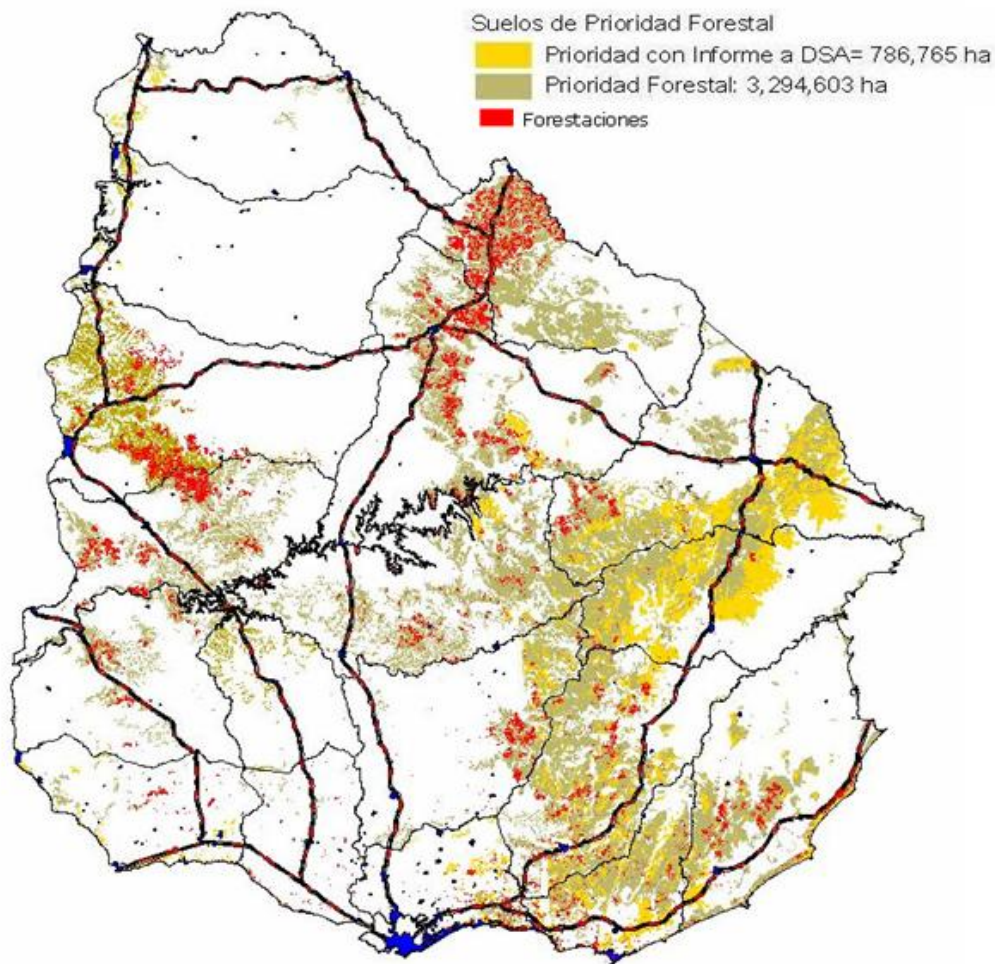 Suelos de Prioridad Forestal
Prioridad con Informe a DSA= 786,765 ha
Prioridad Forestal: 3,294,603 ha
Forestaciones